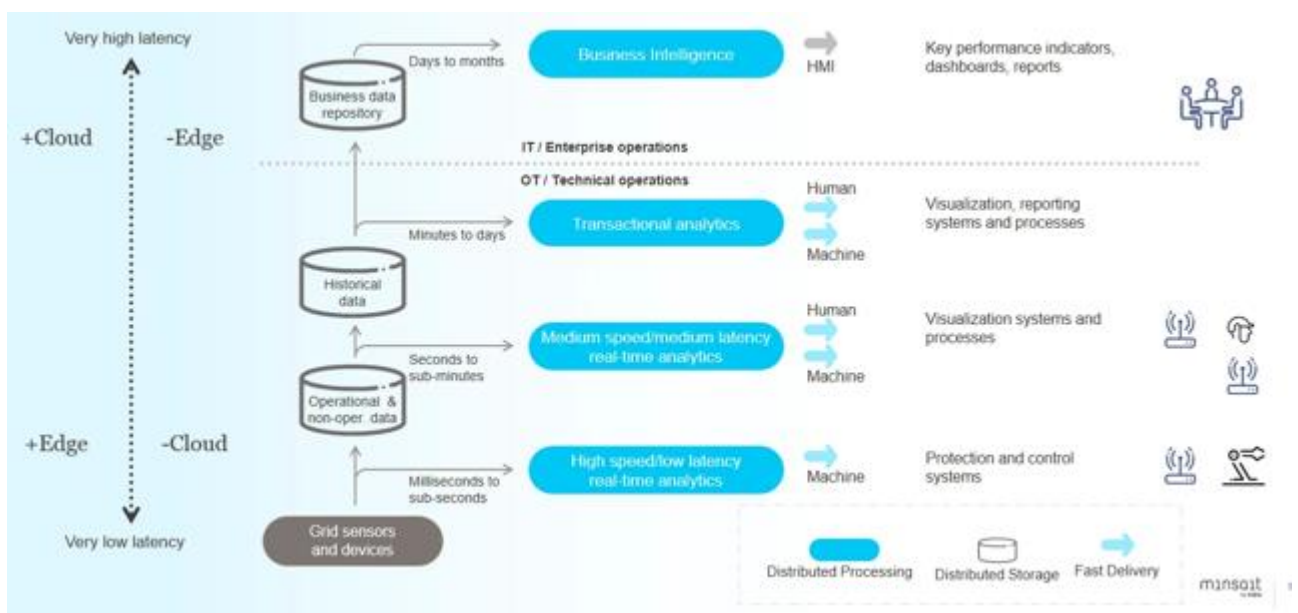 Very high latency
+Cloud
-Edge
+Edge
-Cloud
Very low latency
Business data
repository
Days to months
Business Intelligence
HMI
Key performance indicators,
dashboards, reports
IT / Enterprise operations
OT / Technical operations
Minutes to days
Transactional analytics
Human
Machine
Visualization, reporting
systems and processes
Historical
data
Seconds to
sub-minutes
Medium speed/medium latency
real-time analytics
Human
Machine
Visualization systems and
processes
Operational &
non-oper. data
Milliseconds to
sub-seconds
High speed/low latency
real-time analytics
Machine
Protection and control
systems
Grid sensors
and devices
Distributed Processing
Distributed Storage
Fast Delivery
minsait